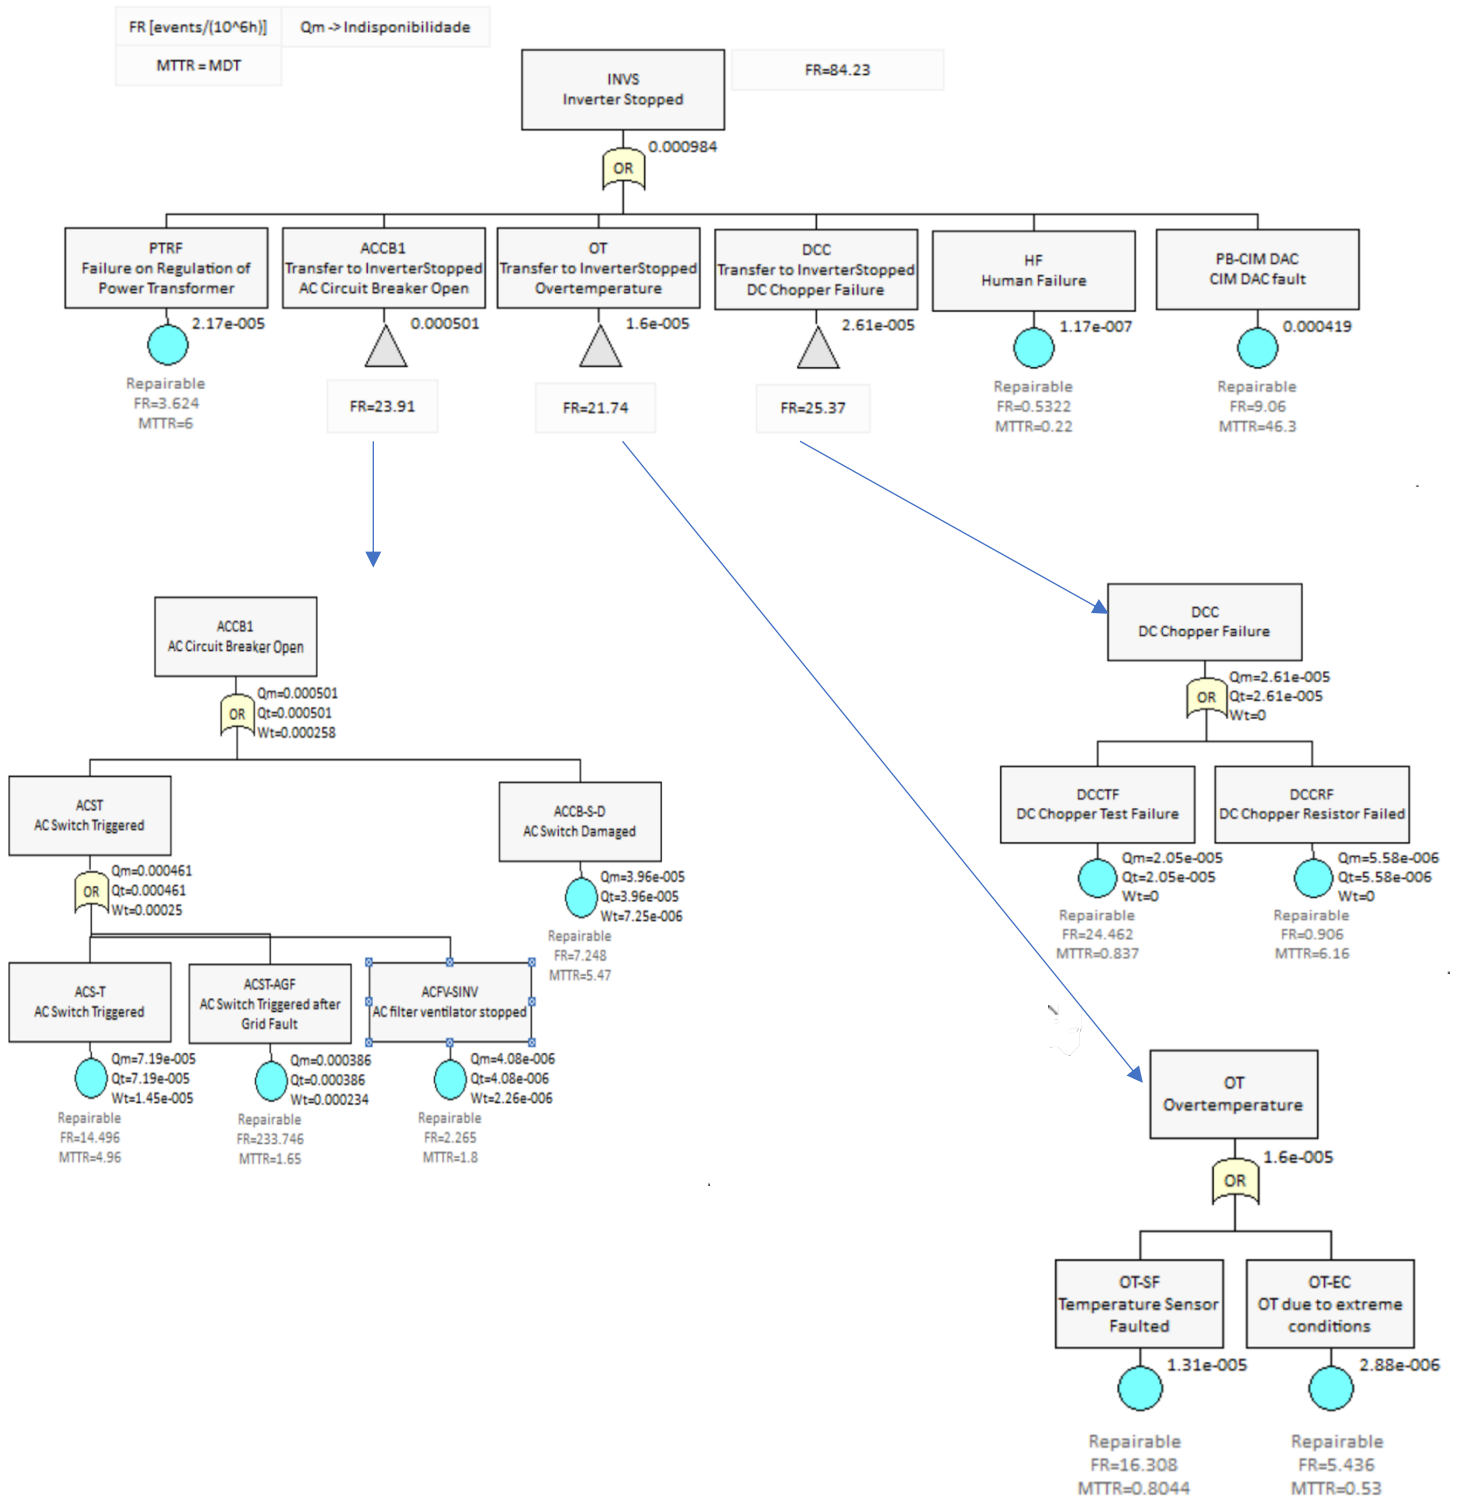 FR [events/(10^6h)]
Qm -> Indisponibilidade
MTTR = MDT
INVS
Inverter Stopped
FR=84.23
0.000984
OR
PTRF
Failure on Regulation of
Power Transformer
2.17e-005
Repairable
FR=3.624
MTTR=6
ACCB1
Transfer to InverterStopped
AC Circuit Breaker Open
0.000501
FR=23.91
OT
Transfer to InverterStopped
Overtemperature
1.6e-005
FR=21.74
DCC
Transfer to InverterStopped
DC Chopper Failure
2.61e-005
FR=25.37
HF
Human Failure
1.17e-007
Repairable
FR=0.5322
MTTR=0.22
PB-CIM DAC
CIM DAC fault
0.000419
Repairable
FR=9.06
MTTR=46.3
ACCB1
AC Circuit Breaker Open
OR
Qm=0.000501
Qt=0.000501
Wt=0.000258
ACST
AC Switch Triggered
OR
Qm=0.000461
Qt=0.000461
Wt=0.00025
ACCB-S-D
AC Switch Damaged
Qm=3.96e-005
Qt=3.96e-005
Wt=7.25e-006
Repairable
FR=7.248
MTTR=5.47
ACS-T
AC Switch Triggered
Qm=7.19e-005
Qt=7.19e-005
Wt=1.45e-005
Repairable
FR=14.496
MTTR=4.96
ACST-AGF
AC Switch Triggered after
Grid Fault
Qm=0.000386
Qt=0.000386
Wt=0.000234
Repairable
FR=233.746
MTTR=1.65
ACFV-SINV
AC filter ventilator stopped
Qm=4.08e-006
Qt=4.08e-006
Wt=2.26e-006
Repairable
FR=2.265
MTTR=1.8
DCC
DC Chopper Failure
OR
Qm=2.61e-005
Qt=2.61e-005
Wt=0
DCCTF
DC Chopper Test Failure
Qm=2.05e-005
Qt=2.05e-005
Wt=0
Repairable
FR=24.462
MTTR=0.837
DCCRF
DC Chopper Resistor Failed
Qm=5.58e-006
Qt=5.58e-006
Wt=0
Repairable
FR=0.906
MTTR=6.16
OT
Overtemperature
1.6e-005
OR
OT-SF
Temperature Sensor
Faulted
1.31e-005
Repairable
FR=16.308
MTTR=0.8044
OT-EC
OT due to extreme
conditions
2.88e-006
Repairable
FR=5.436
MTTR=0.53